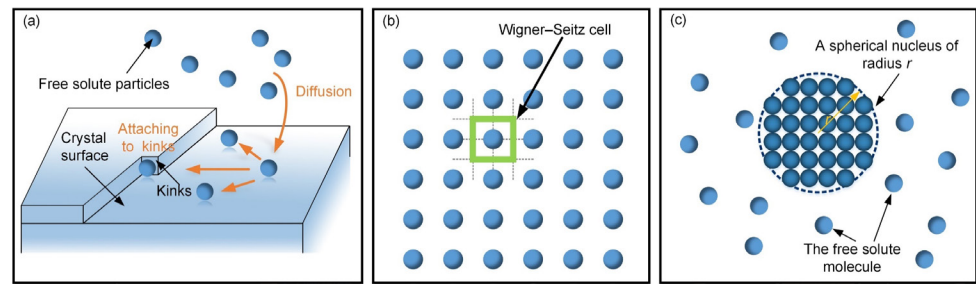 (a)
Free solute particles
Diffusion
Crystal
surface
Attaching
to kinks
Kinks
(b)
Wigner–Seitz cell
(c)
A spherical nucleus of
radius r
r
The free solute
molecule